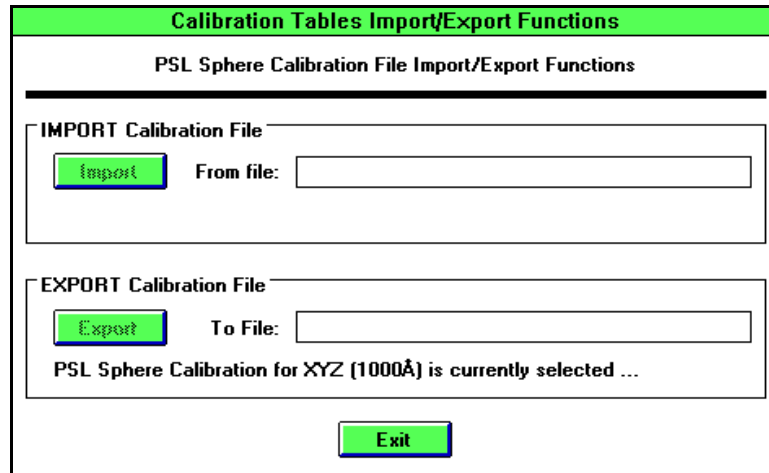 Calibration Tables Import/Export Functions
PSL Sphere Calibration File Import/Export Functions
IMPORT Calibration File
Import From file:
EXPORT Calibration File
Export To File:
PSL Sphere Calibration for XYZ (1000Å) is currently selected ...
Exit